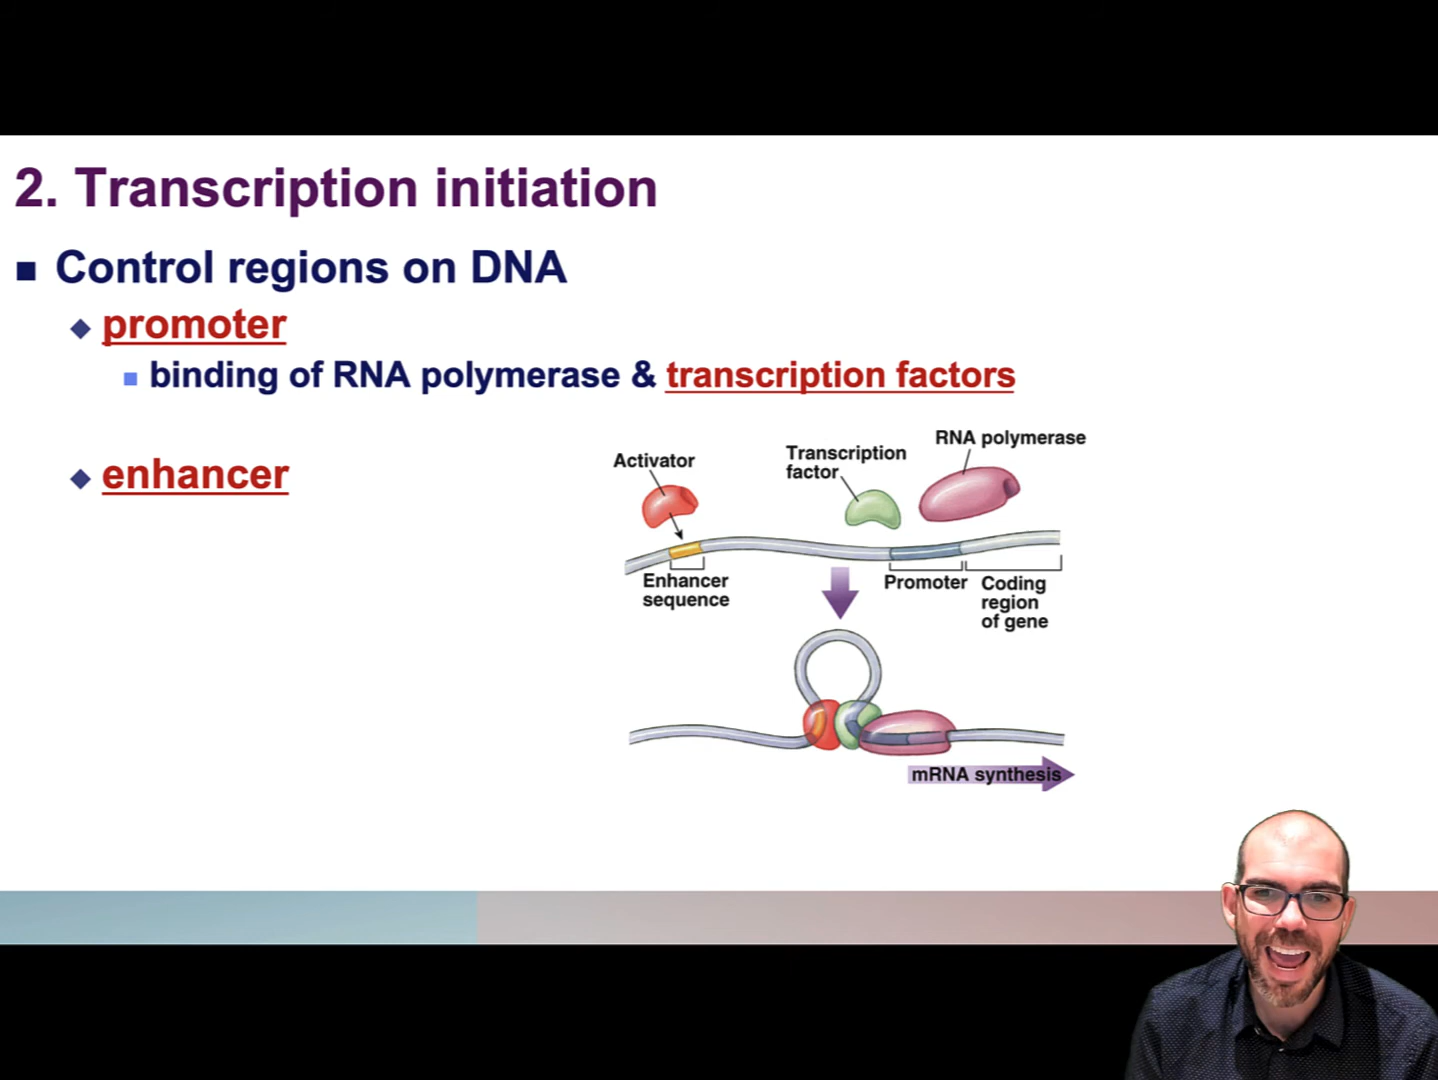 2. Transcription initiation
Control regions on DNA
promoter
binding of RNA polymerase & transcription factors
enhancer
Activator
Transcription
factor
RNA polymerase
Enhancer
sequence
Promoter
Coding
region
of gene
mRNA synthesis